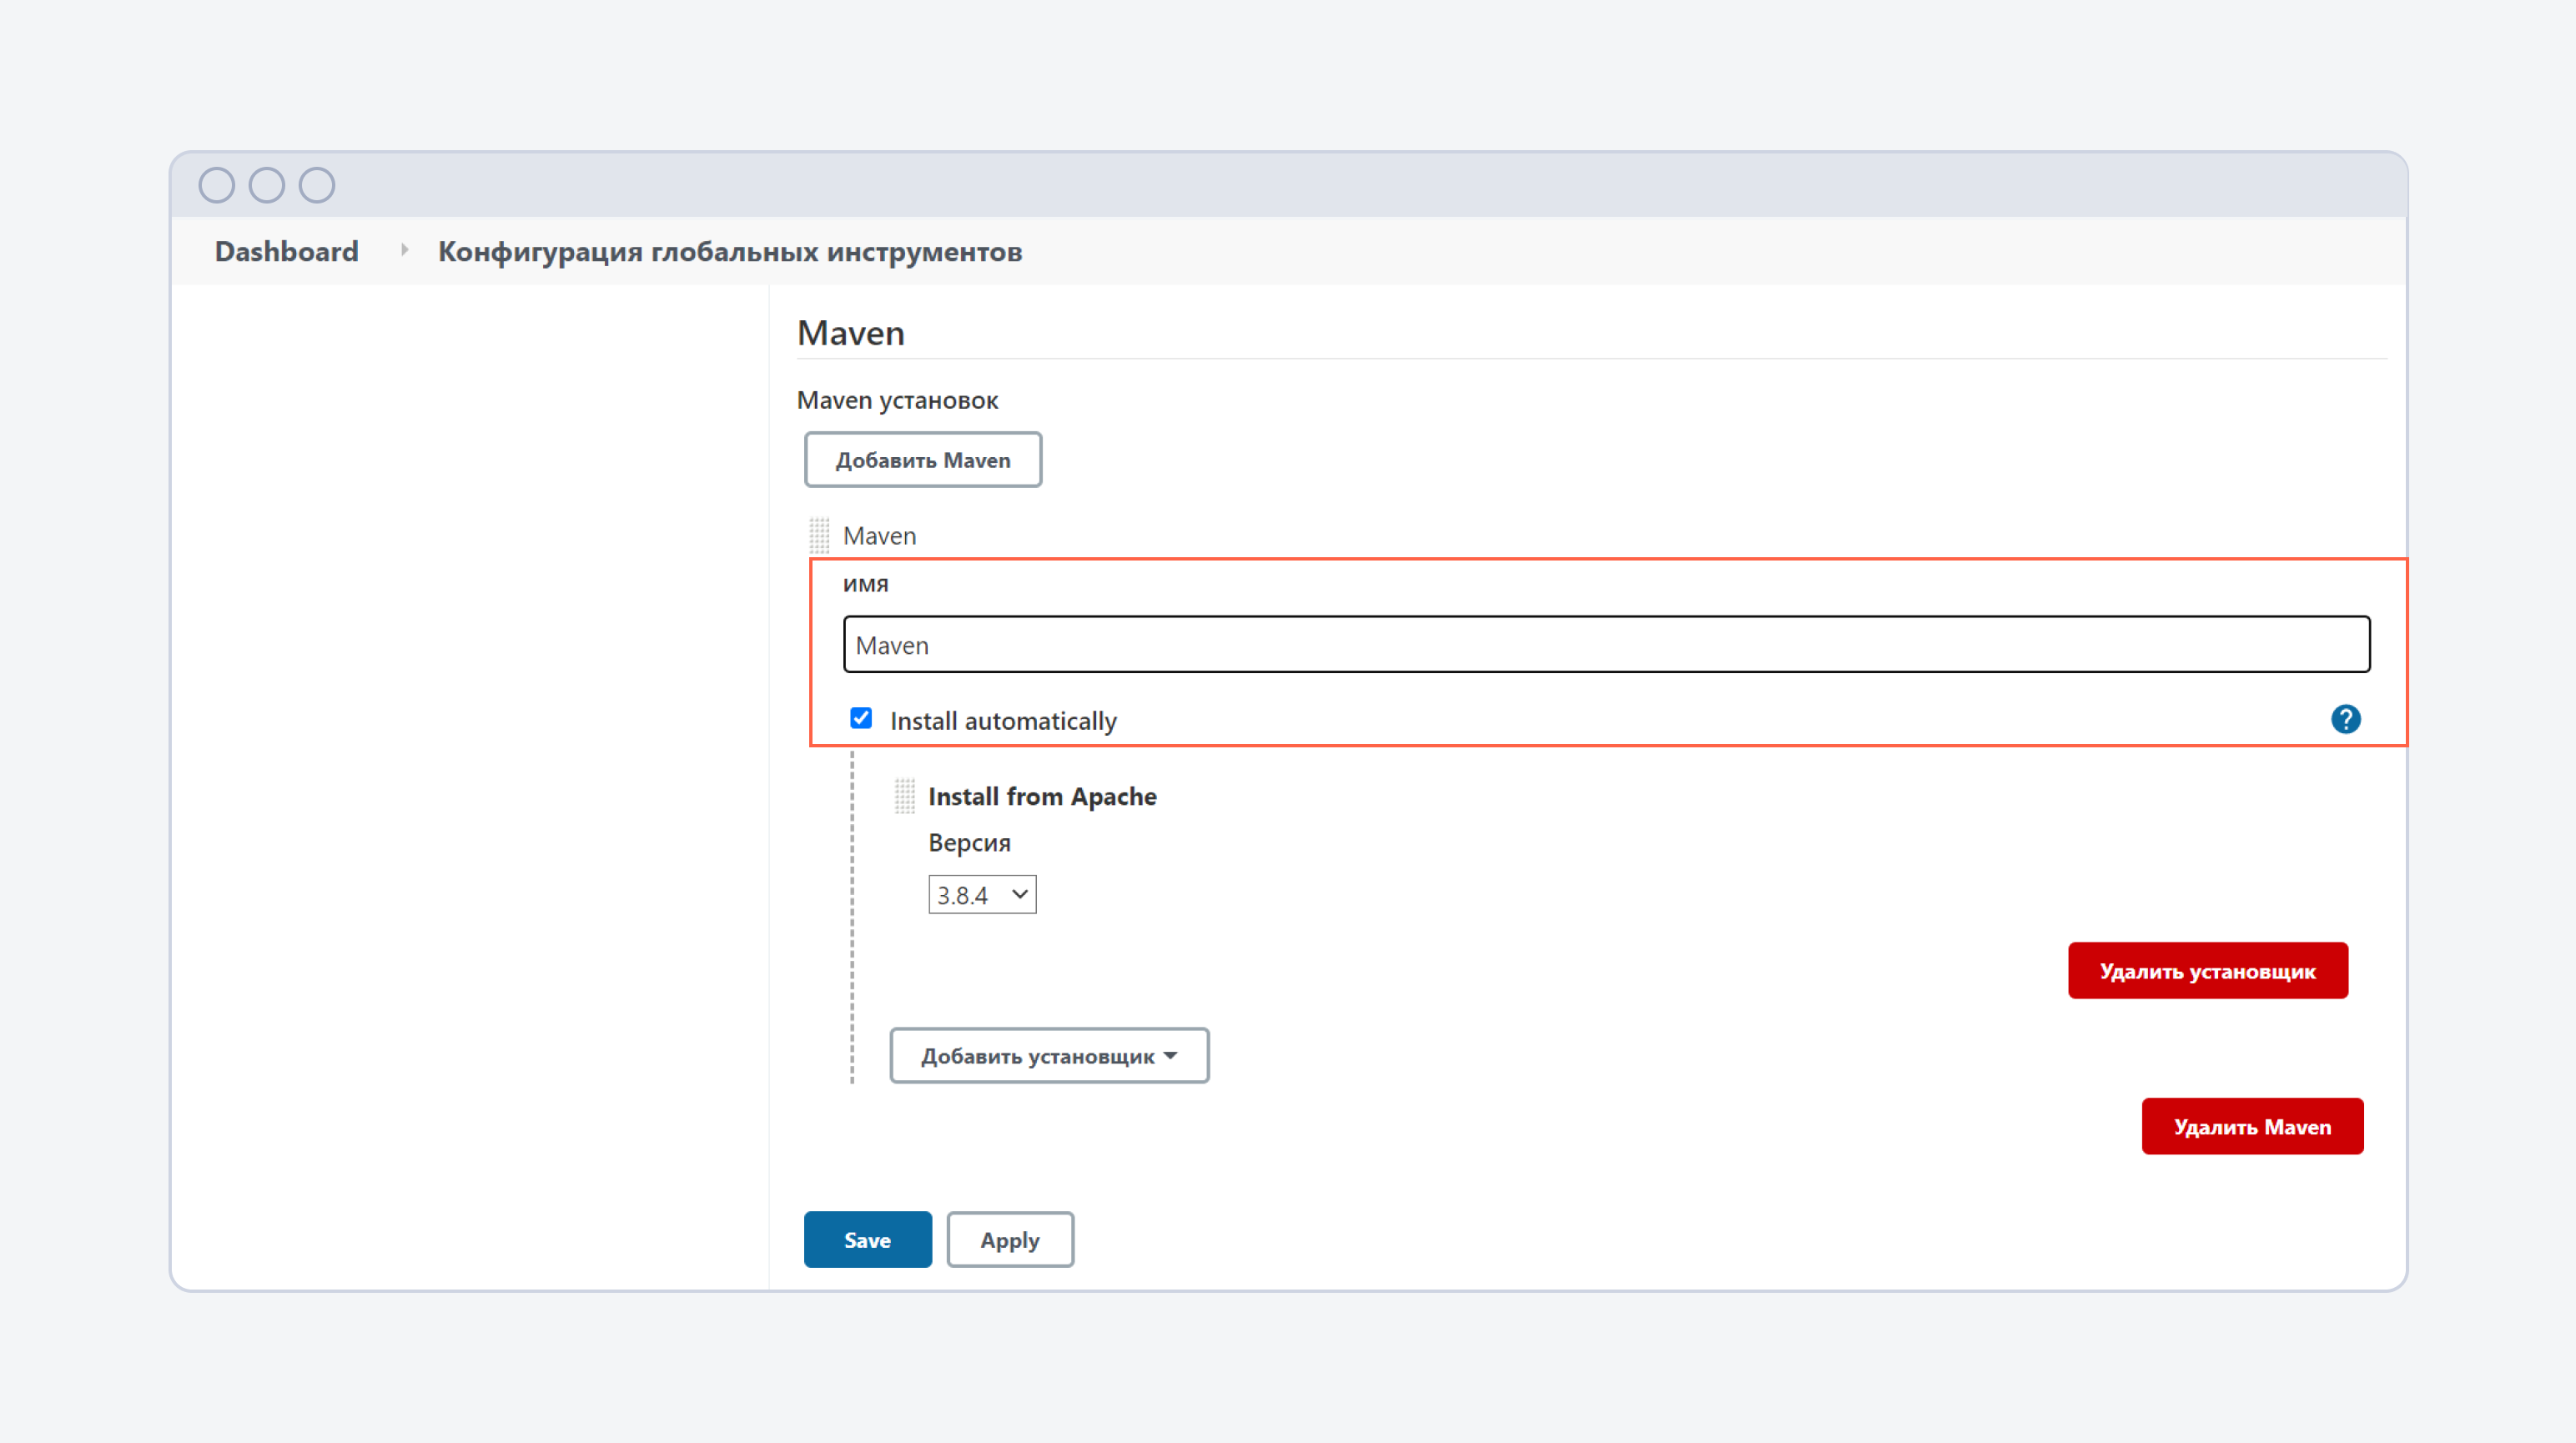 Dashboard Конфигурация глобальных инструментов
Maven
Maven установок
Добавить Maven
Maven
имя
Maven
Install automatically ?
Install from Apache
Версия
3.8.4
Удалить установщик
Добавить установщик
Удалить Maven
Save Apply